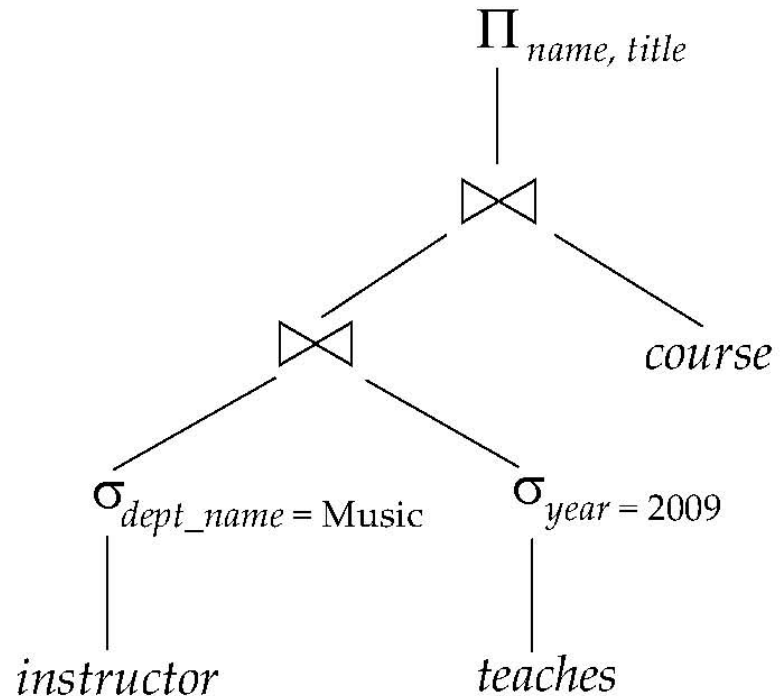 Π name, title
⋈
⋈
course
σ dept_name = Music
σ year = 2009
instructor
teaches